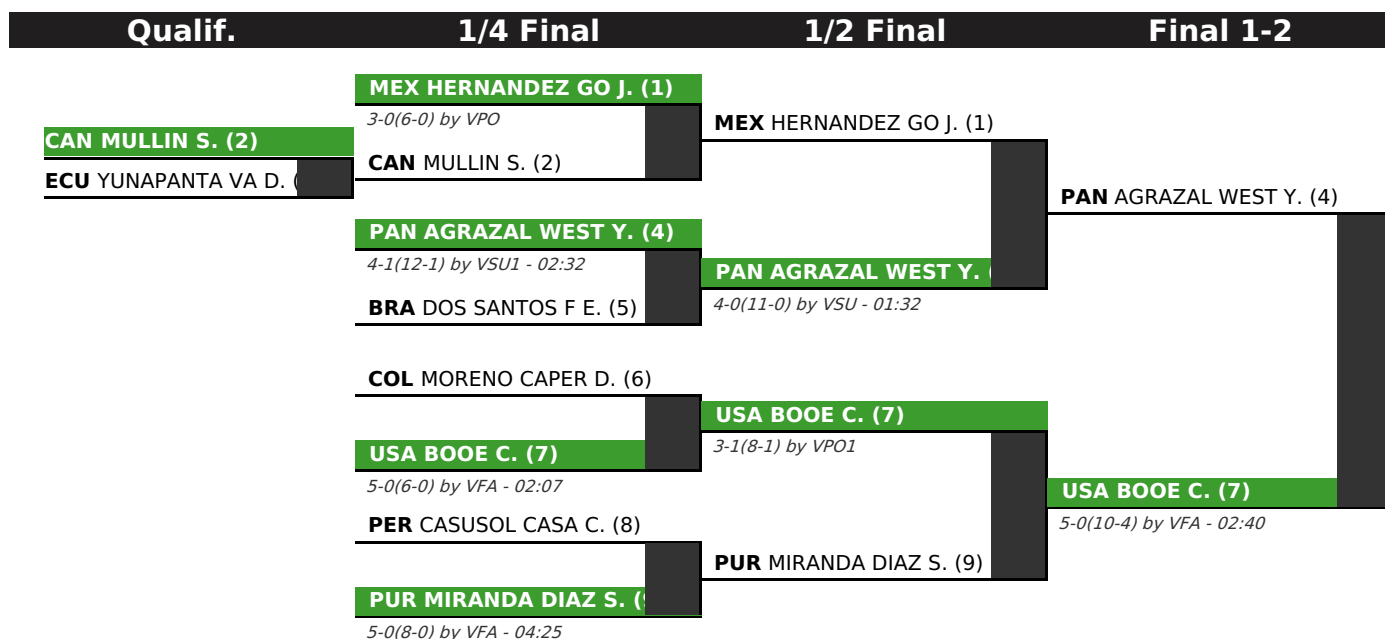 Qualif.
1/4 Final
1/2 Final
Final 1-2
CAN MULLIN S. (2)
ECU YUNAPANTA VA D. (
MEX HERNANDEZ GO J. (1)
3-0(6-0) by VPO
CAN MULLIN S. (2)
PAN AGRAZAL WEST Y. (4)
4-1(12-1) by VSU1 - 02:32
BRA DOS SANTOS F E. (5)
COL MORENO CAPER D. (6)
USA BOOE C. (7)
5-0(6-0) by VFA - 02:07
PER CASUSOL CASA C. (8)
PUR MIRANDA DIAZ S. (9
5-0(8-0) by VFA - 04:25
MEX HERNANDEZ GO J. (1)
PAN AGRAZAL WEST Y. (
4-0(11-0) by VSU - 01:32
USA BOOE C. (7)
3-1(8-1) by VPO1
PUR MIRANDA DIAZ S. (9)
PAN AGRAZAL WEST Y. (4)
USA BOOE C. (7)
5-0(10-4) by VFA - 02:40